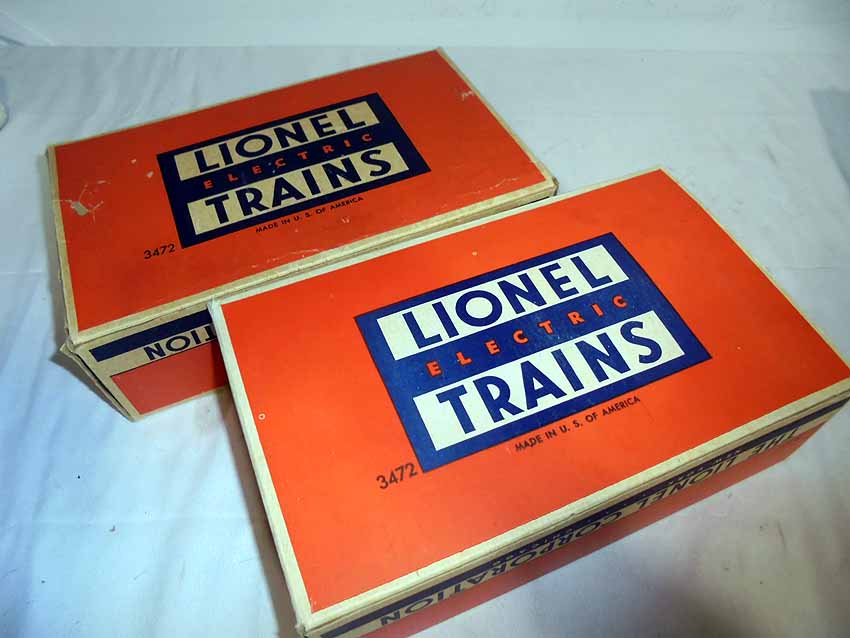 LIONEL
ELECTRIC
TRAINS
MADE IN U. S. OF AMERICA
3472
LIONEL
ELECTRIC
TRAINS
MADE IN U. S. OF AMERICA
3472
THE LIONEL CORPORATION